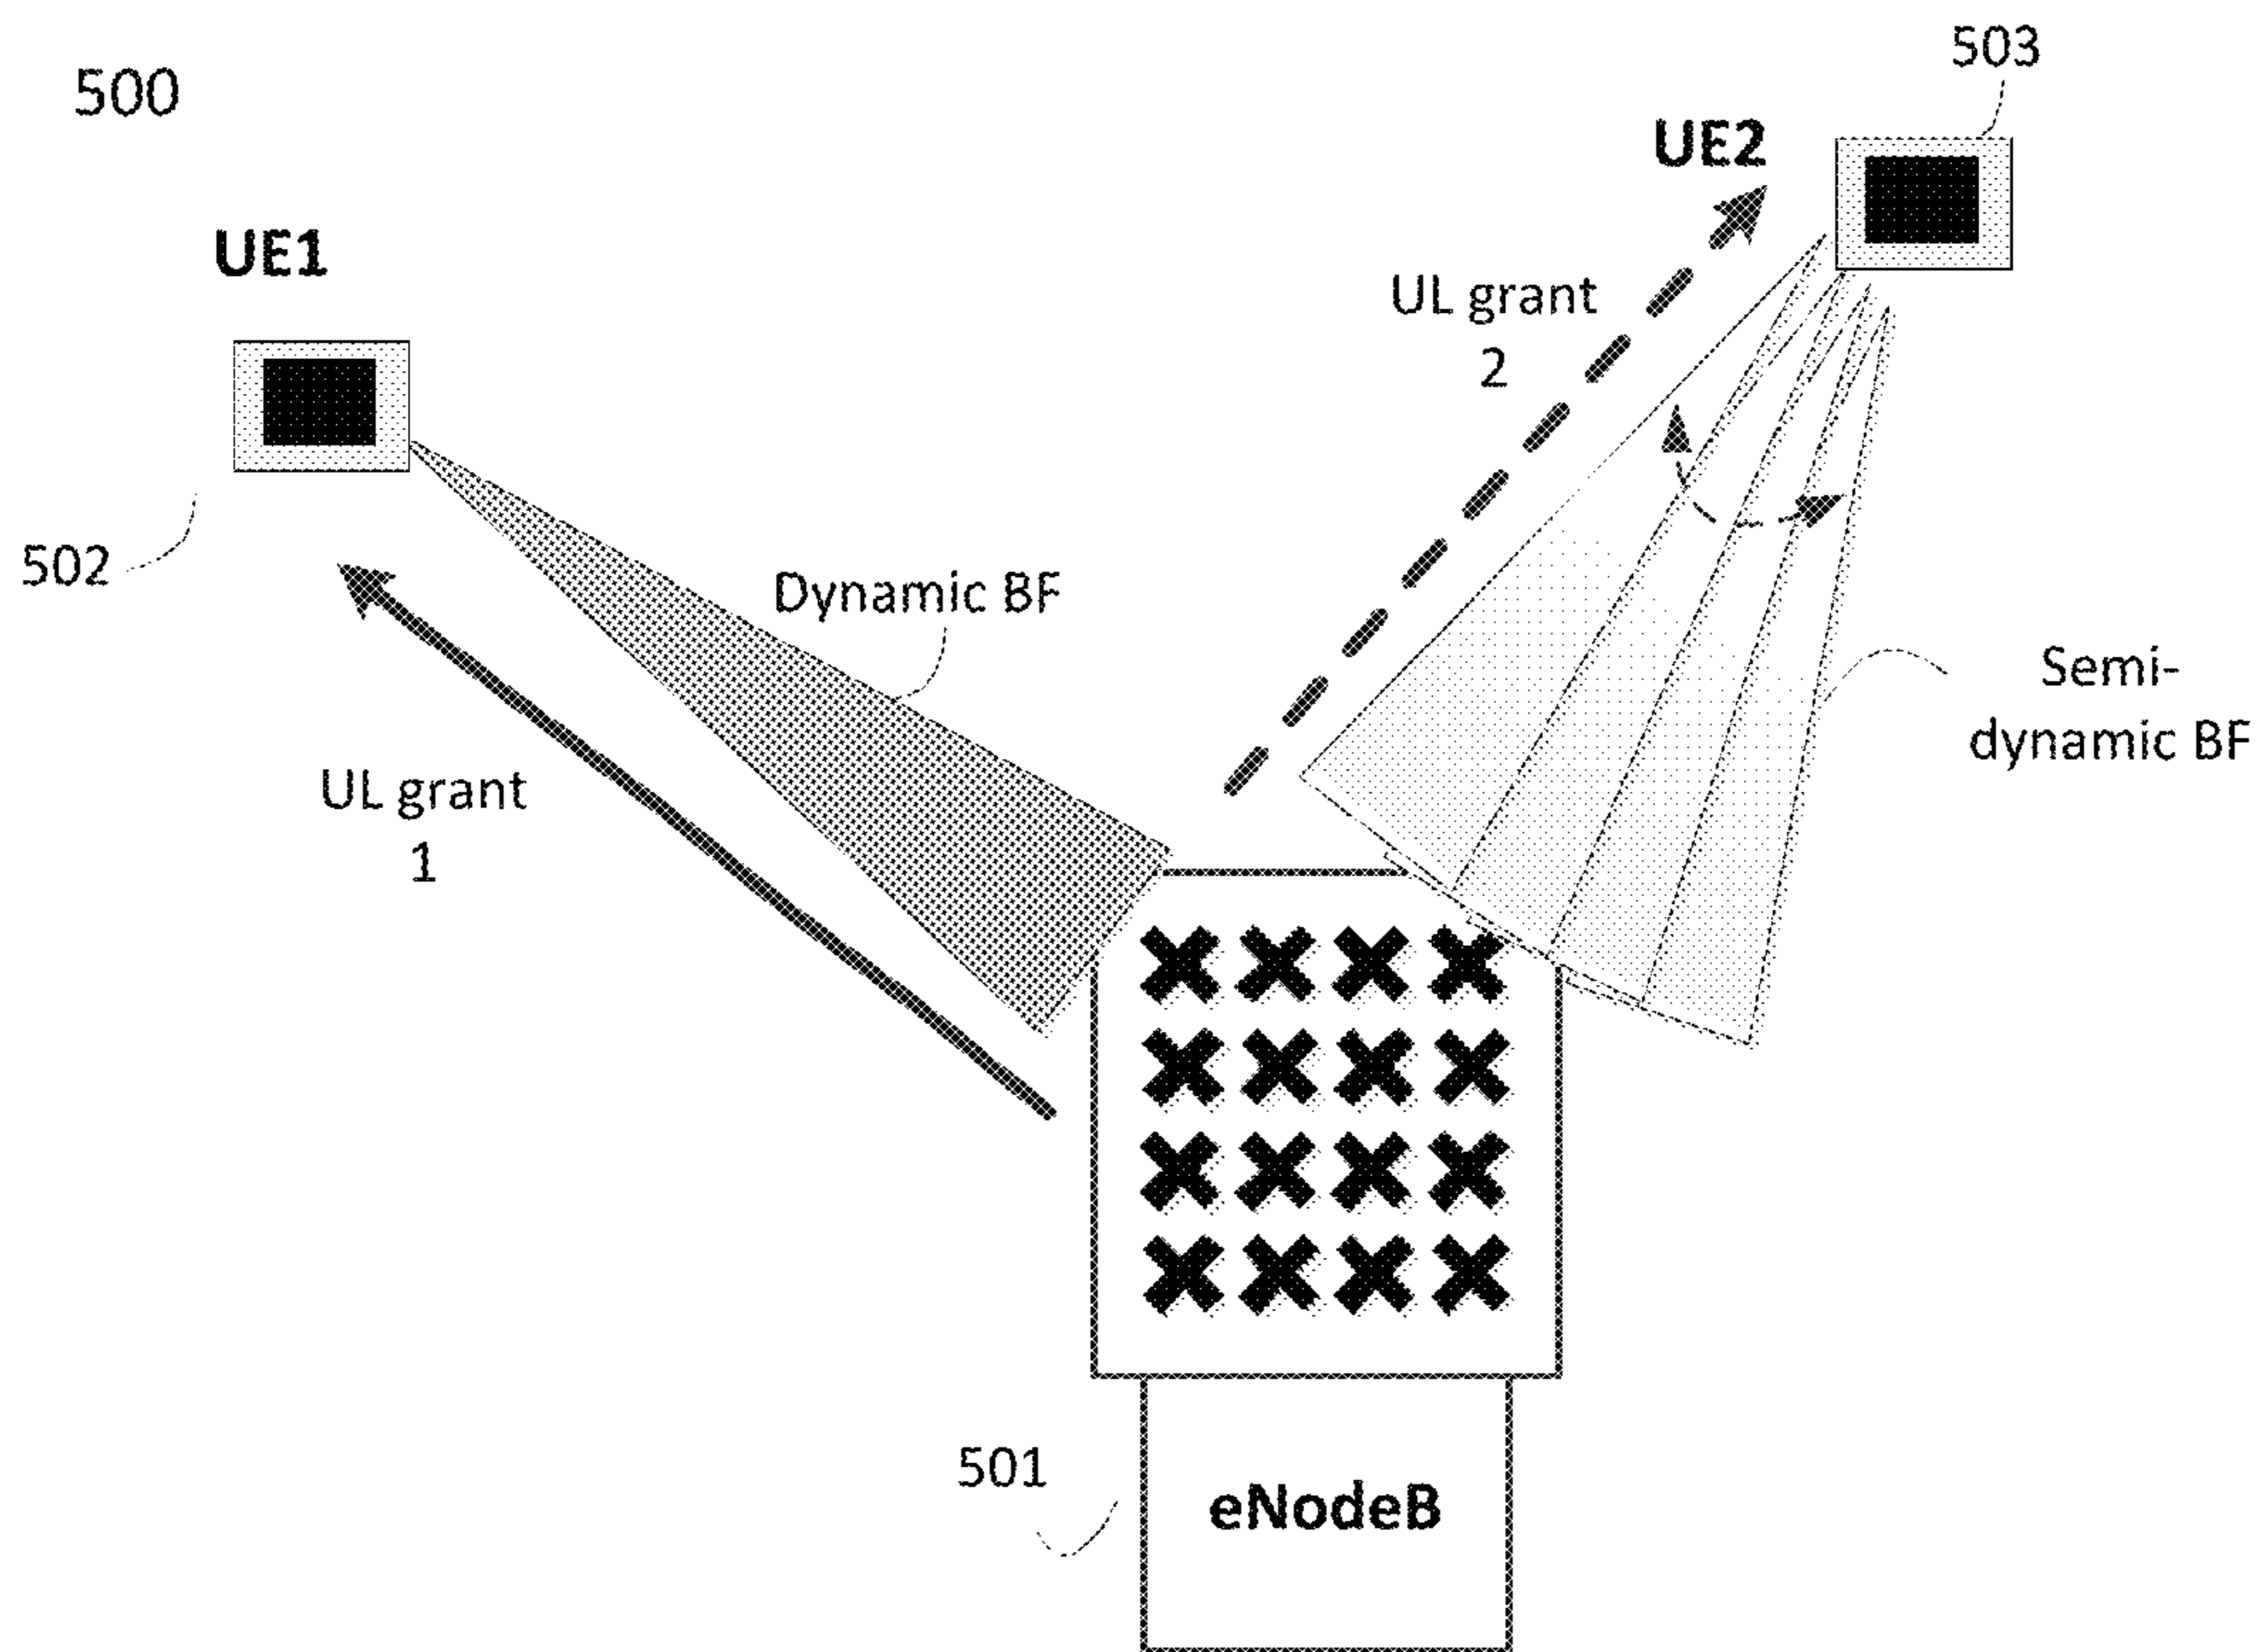 500
503
UE2
UE1
UL grant
2
502
Dynamic BF
Semi-
dynamic BF
UL grant
1
501
eNodeB